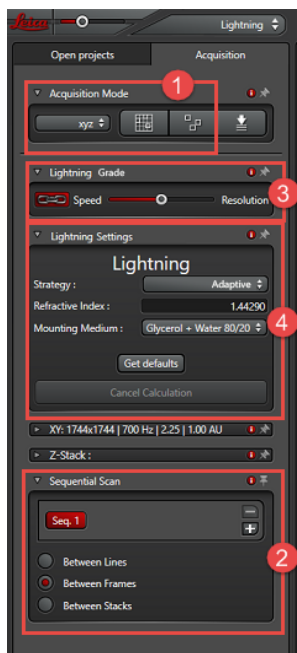 Leica Lightning
Open projects Acquisition
1
Acquisition Mode
xyz
3
Lightning Grade
Speed Resolution
Lightning Settings
Lightning
Strategy : Adaptive
Refractive Index : 1.44290
Mounting Medium : Glycerol + Water 80/20 4
Get defaults
Cancel Calculation
XY: 1744x1744 | 700 Hz | 2.25 | 1.00 AU
Z-Stack :
Sequential Scan
Seq. 1
Between Lines 2
Between Frames
Between Stacks